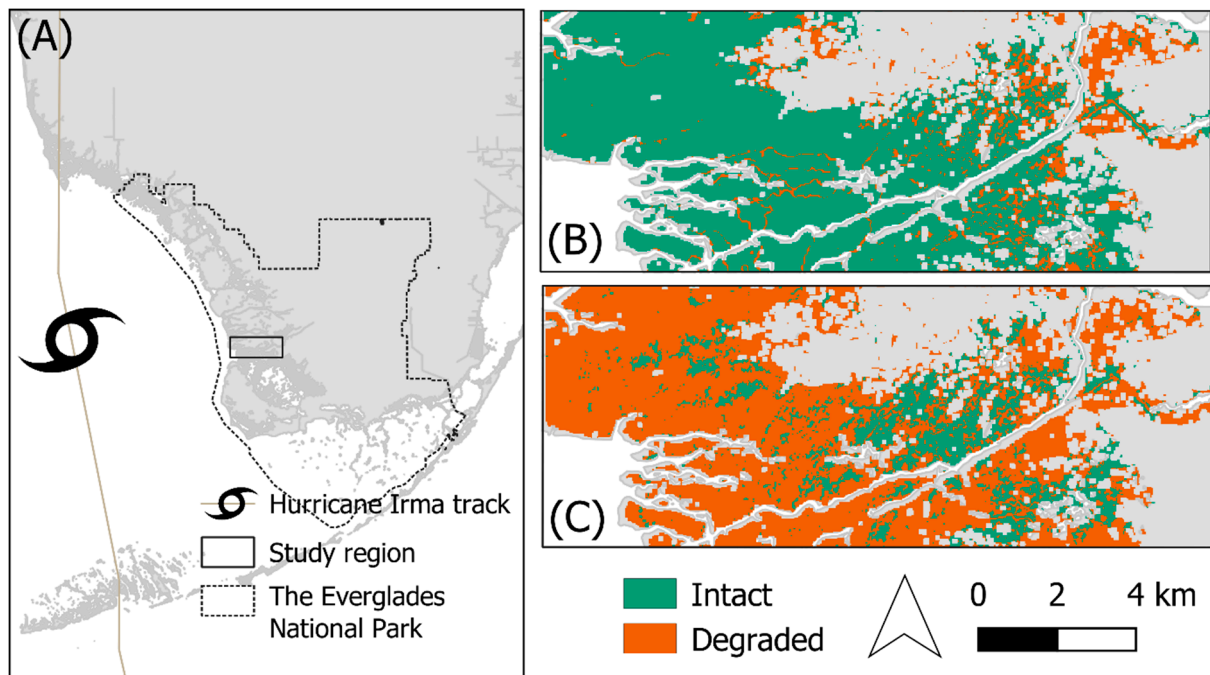 (A)
Hurricane Irma track
Study region
The Everglades
National Park
(B)
(C)
Intact
Degraded
0 2 4 km